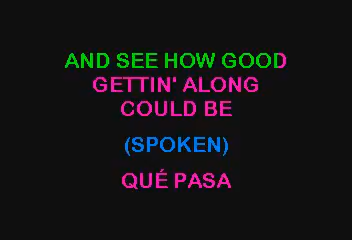 AND SEE HOW GOOD
GETTIN' ALONG
COULD BE
(SPOKEN)
QUÉ PASA